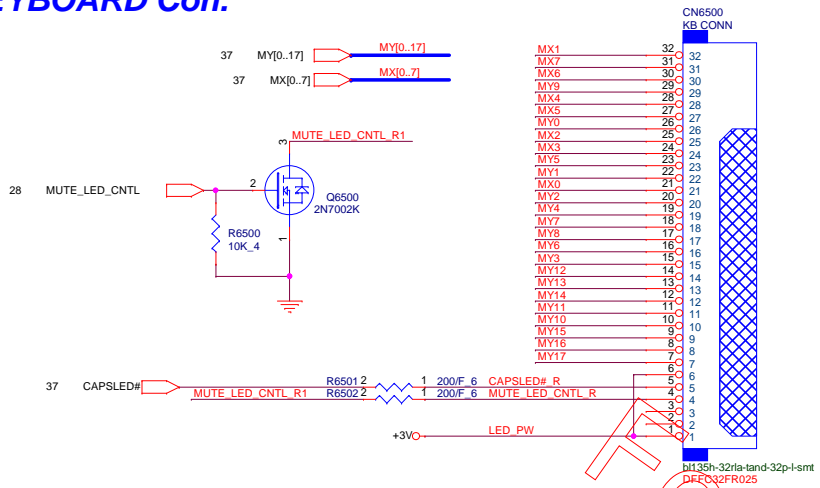 EYBOARD Con.
CN6500
KB CONN
37 MY[0..17] MY[0..17]
37 MX[0..7] MX[0..7]
MUTE_LED_CNTL_R1
3
28 MUTE_LED_CNTL
2
Q6500
2N7002K
R6500
10K_4
1
MX1 32 32
MX7 31 31
MX6 30 30
MY9 29 29
MX4 28 28
MX5 27 27
MY0 26 26
MX2 25 25
MX3 24 24
MY5 23 23
MY1 22 22
MX0 21 21
MY2 20 20
MY4 19 19
MY7 18 18
MY8 17 17
MY6 16 16
MY3 15 15
MY12 14 14
MY13 13 13
MY14 12 12
MY11 11 11
MY10 10 10
MY15 9 9
MY16 8 8
MY17 7 7
6 6
37 CAPSLED# R6501 2 1 200/F_6 CAPSLED#_R 5 5
MUTE_LED_CNTL_R1 R6502 2 1 200/F_6 MUTE_LED_CNTL_R 4 4
3 3
2 2
+3V LED_PW 1 1
bl135h-32rla-tand-32p-l-smt
DFFC32FR025